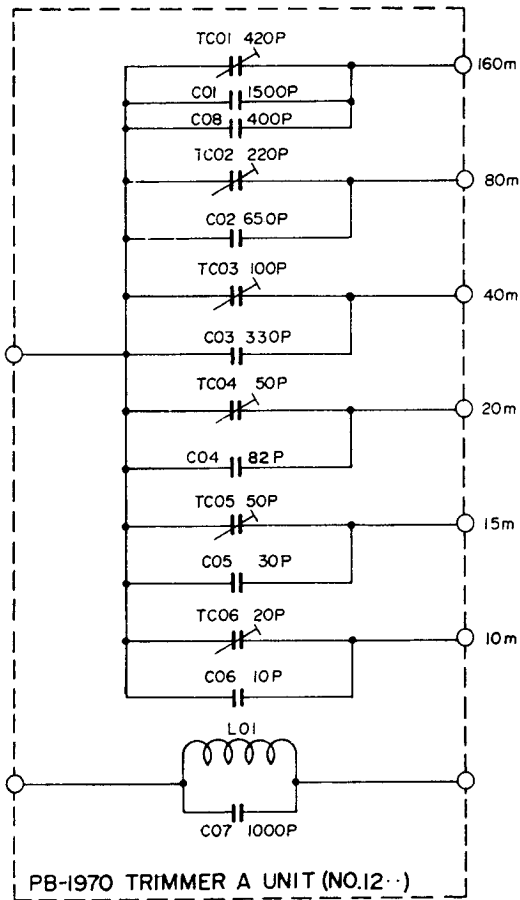 TC01 420P
160m
C01 1500P
C08 400P
TC02 220P
80m
C02 650P
TC03 100P
40m
C03 330P
TC04 50P
20m
C04 82P
TC05 50P
15m
C05 30P
TC06 20P
10m
C06 10P
L01
C07 1000P
PB-1970 TRIMMER A UNIT (NO.12··)